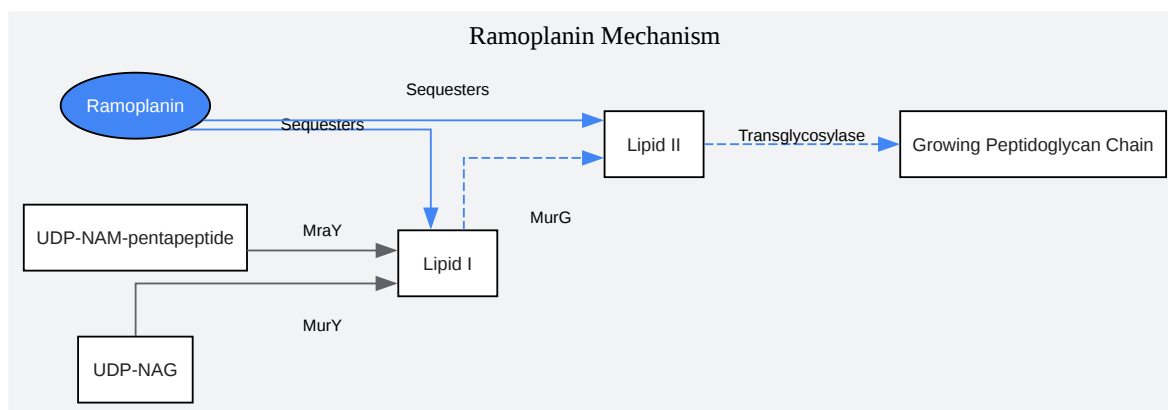 Ramoplanin Mechanism
Sequesters
Ramoplanin
Sequesters
Lipid II
Transglycosylase
Growing Peptidoglycan Chain
UDP-NAM-pentapeptide
MraY
MurG
Lipid I
MurY
UDP-NAG